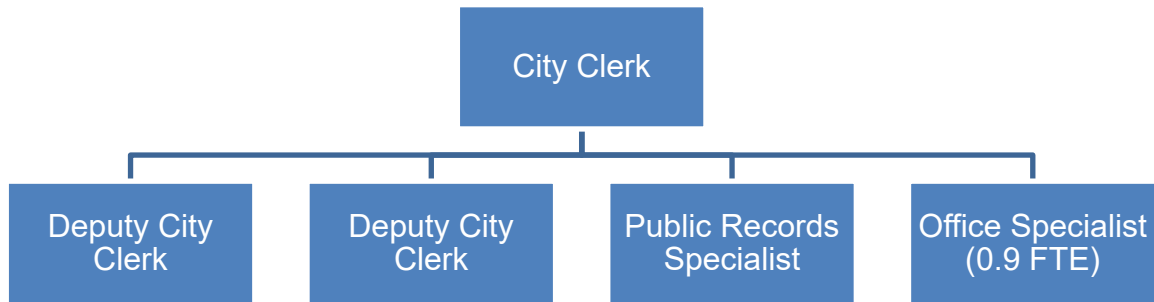 City Clerk
Deputy City
Clerk
Deputy City
Clerk
Public Records
Specialist
Office Specialist
(0.9 FTE)